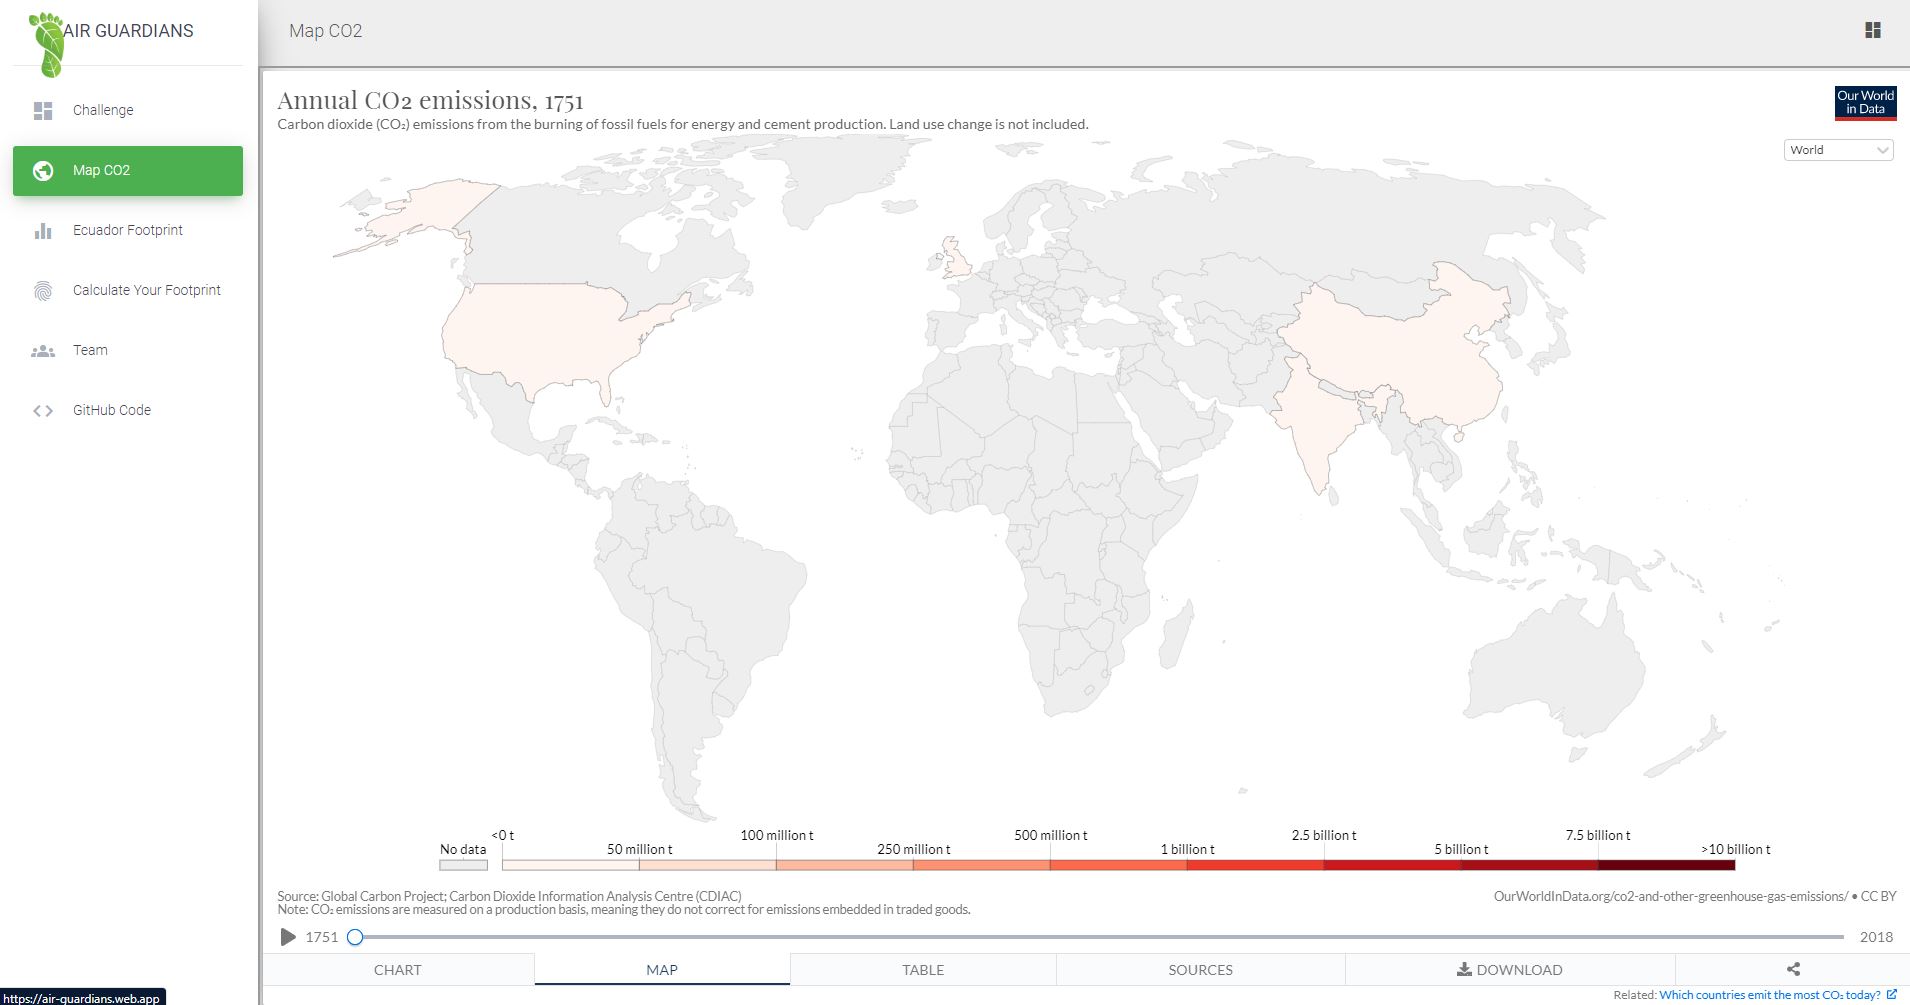 AIR GUARDIANS
Challenge
Map CO2
Ecuador Footprint
Calculate Your Footprint
Team
GitHub Code
Map CO2
Annual CO2 emissions, 1751
Carbon dioxide (CO₂) emissions from the burning of fossil fuels for energy and cement production. Land use change is not included.
Our World
in Data
World
<0 t
100 million t
500 million t
2.5 billion t
7.5 billion t
No data
50 million t
250 million t
1 billion t
5 billion t
>10 billion t
Source: Global Carbon Project; Carbon Dioxide Information Analysis Centre (CDIAC)
OurWorldInData.org/co2-and-other-greenhouse-gas-emissions/ • CC BY
Note: CO₂ emissions are measured on a production basis, meaning they do not correct for emissions embedded in traded goods.
1751
2018
CHART
MAP
TABLE
SOURCES
DOWNLOAD
Related: Which countries emit the most CO₂ today?
https://air-guardians.web.app